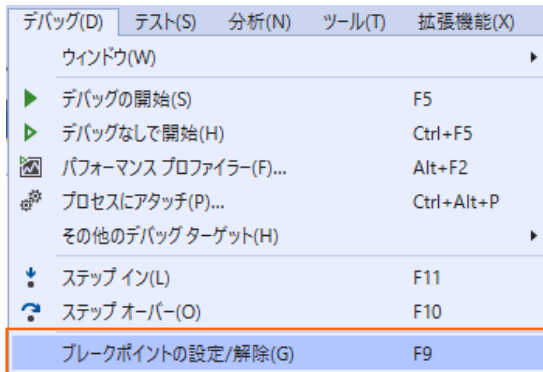 デバッグ(D) テスト(S) 分析(N) ツール(T) 拡張機能(X)
ウィンドウ(W)
デバッグの開始(S) F5
デバッグなしで開始(H) Ctrl+F5
パフォーマンス プロファイラー(F)... Alt+F2
プロセスにアタッチ(P)... Ctrl+Alt+P
その他のデバッグ ターゲット(H)
ステップ イン(L) F11
ステップ オーバー(O) F10
ブレークポイントの設定/解除(G) F9